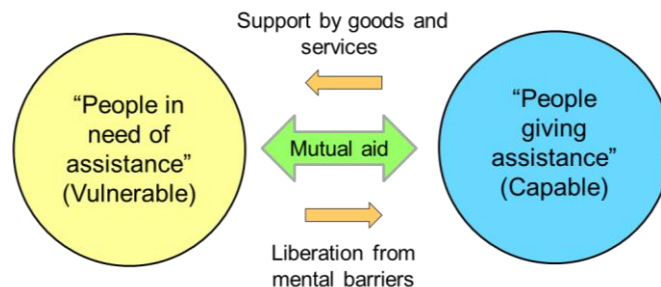 Support by goods and
services
“People in
need of
assistance”
(Vulnerable)
Mutual aid
“People
giving
assistance”
(Capable)
Liberation from
mental barriers